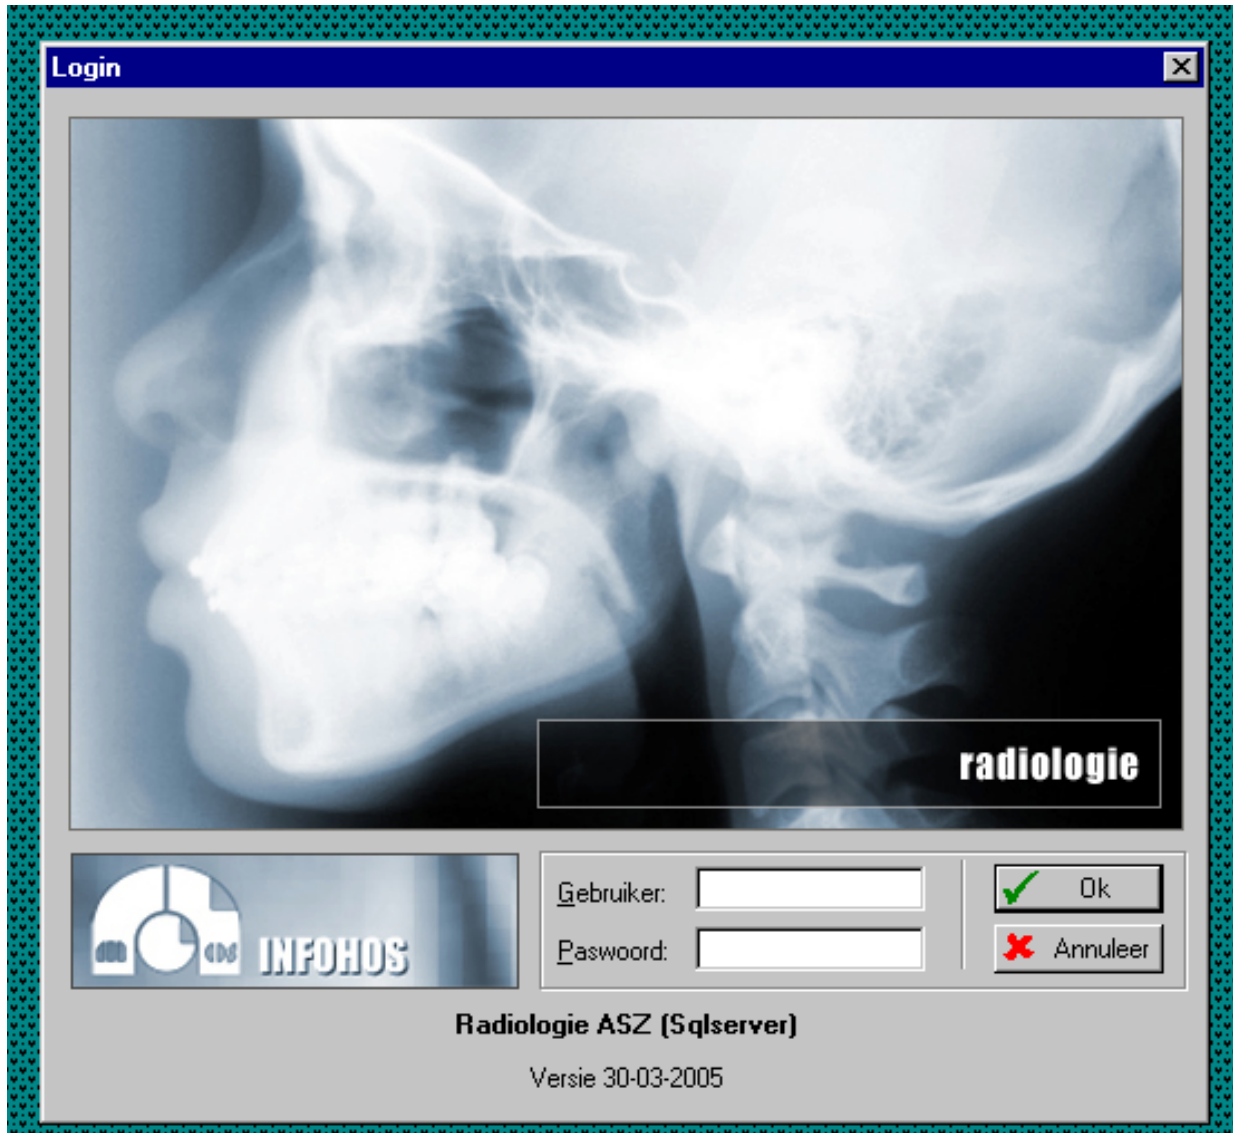 Login
radiologie
INFOHOS
Gebruiker:
Ok
Paswoord:
Annuleer
Radiologie ASZ (Sqlserver)
Versie 30-03-2005